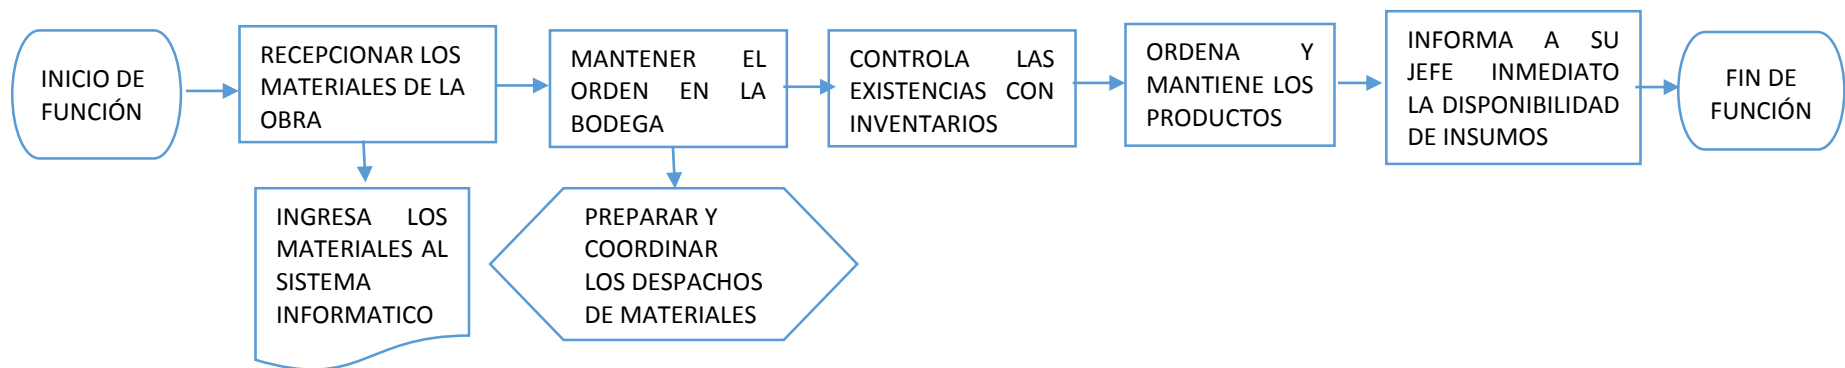 INICIO DE
FUNCIÓN
RECEPCIONAR LOS
MATERIALES DE LA
OBRA
MANTENER EL
ORDEN EN LA
BODEGA
CONTROLA LAS
EXISTENCIAS CON
INVENTARIOS
ORDENA Y
MANTIENE LOS
PRODUCTOS
INFORMA A SU
JEFE INMEDIATO
LA DISPONIBILIDAD
DE INSUMOS
FIN DE
FUNCIÓN
INGRESA LOS
MATERIALES AL
SISTEMA
INFORMATICO
PREPARAR Y
COORDINAR
LOS DESPACHOS
DE MATERIALES